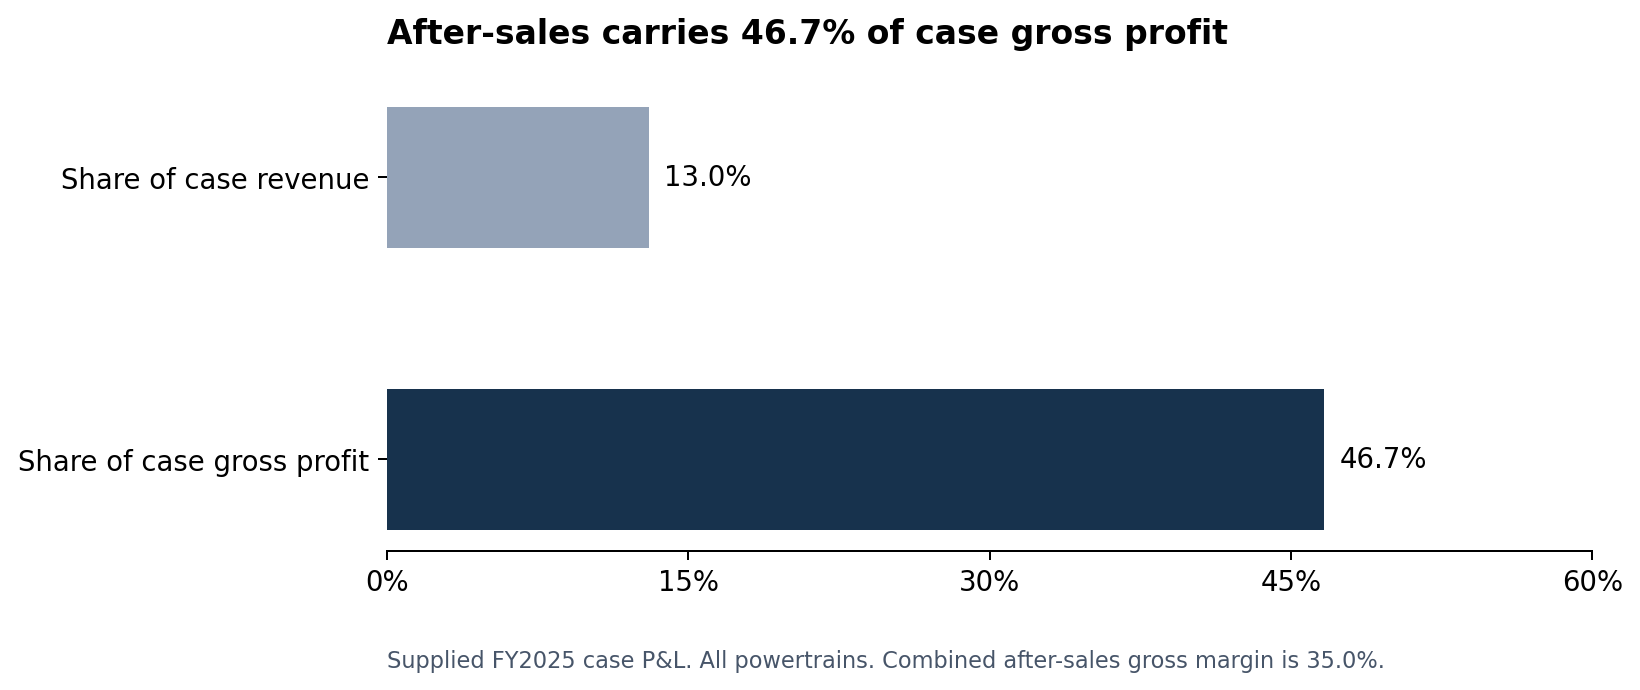 After-sales carries 46.7% of case gross profit
Share of case revenue
13.0%
Share of case gross profit
46.7%
0%
15%
30%
45%
60%
Supplied FY2025 case P&L. All powertrains. Combined after-sales gross margin is 35.0%.